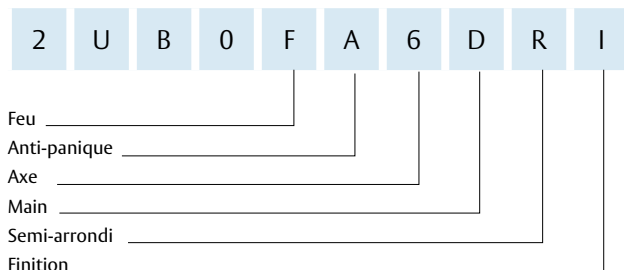 2 U B 0 F A 6 D R I
Feu
Anti-panique
Axe
Main
Semi-arrondi
Finition